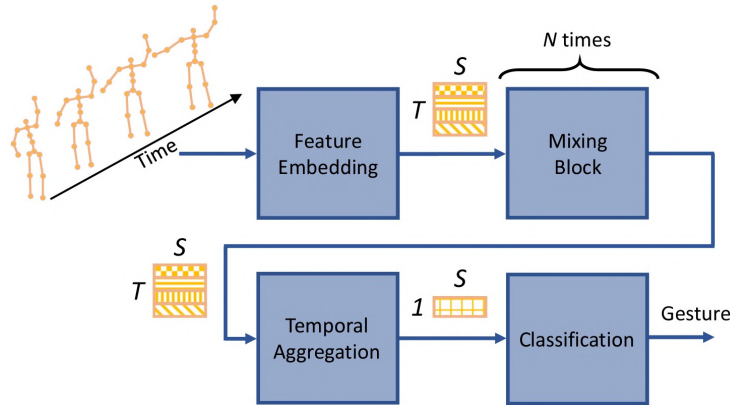 N times
S
T
Time
Feature
Embedding
Mixing
Block
S
T
S
1
Temporal
Aggregation
Classification
Gesture